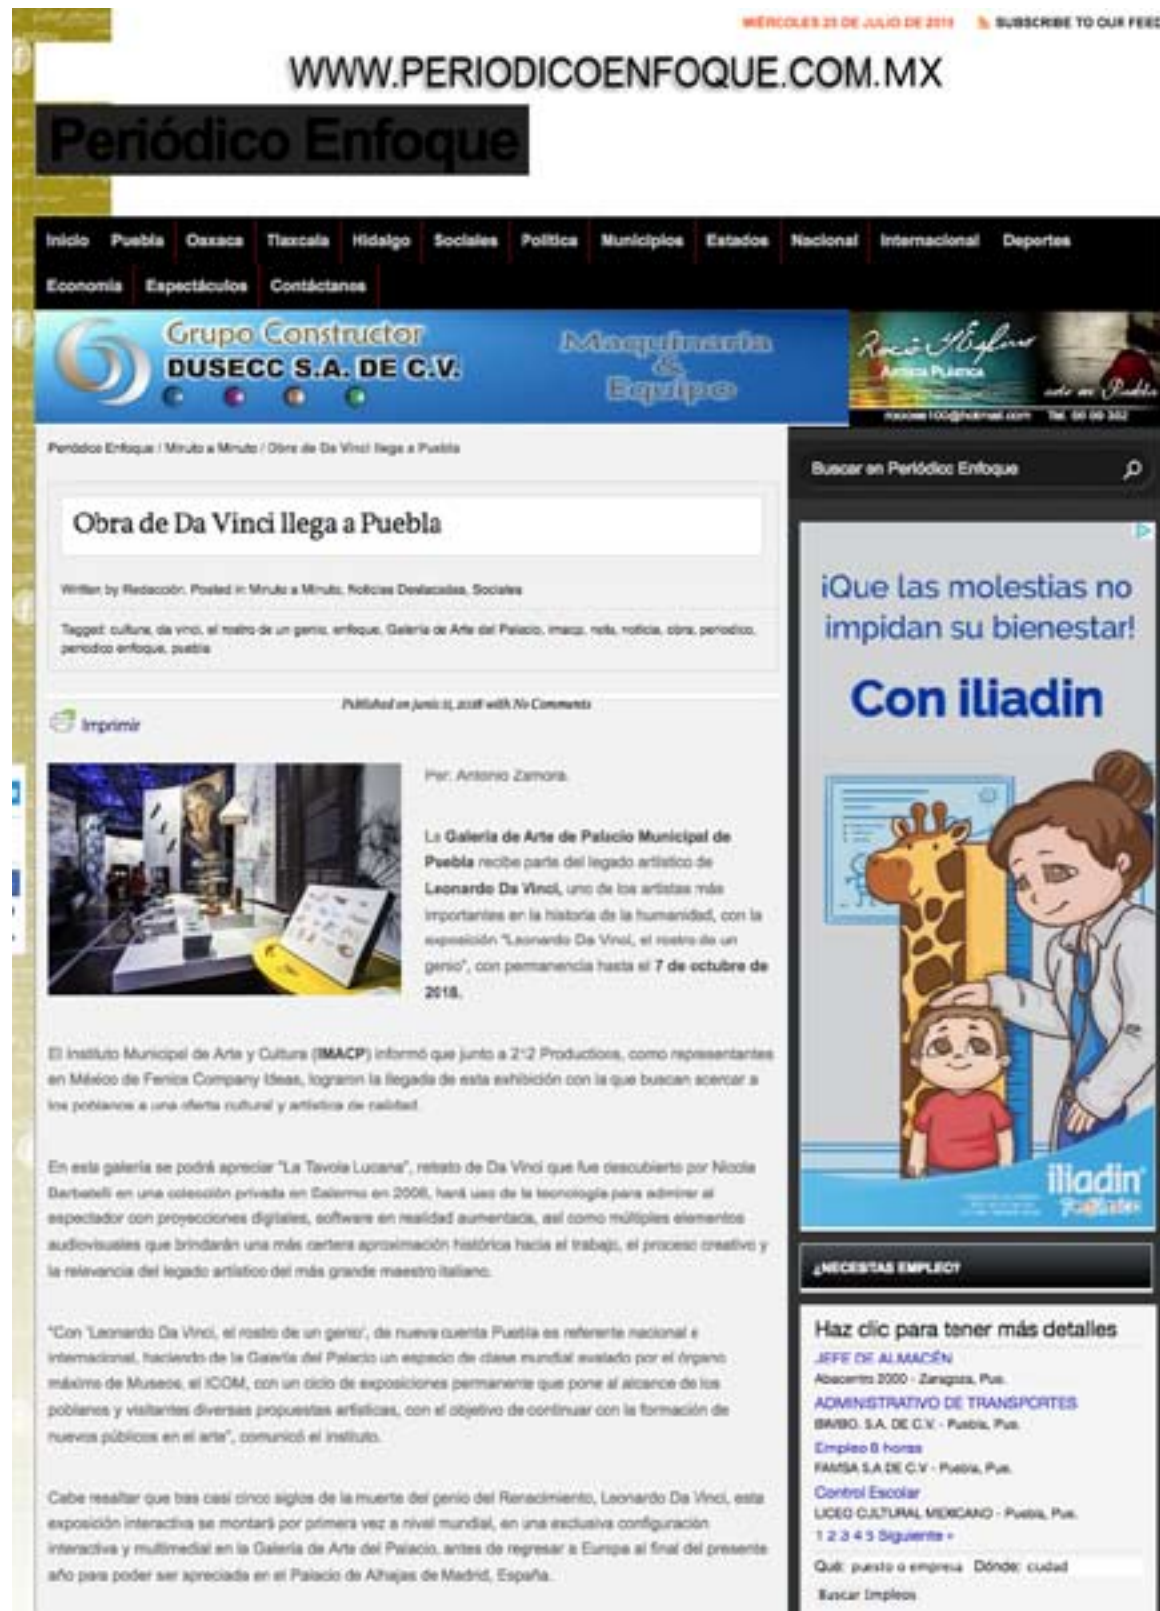 MIÉRCOLES 25 DE JULIO DE 2018
SUBSCRIBE TO OUR FEED
WWW.PERIODICOENFOQUE.COM.MX
Periódico Enfoque
Inicio Puebla Oaxaca Tlaxcala Hidalgo Sociales Política Municipios Estados Nacional Internacional Deportes
Economía Espectáculos Contáctanos
Grupo Constructor
DUSECC S.A. DE C.V.
Maquinaria
&
Equipo
Artista Plástica
arte en Puebla
Periódico Enfoque / Minuto a Minuto / Obra de Da Vinci llega a Puebla
Obra de Da Vinci llega a Puebla
Written by Redacción. Posted in Minuto a Minuto, Noticias Destacadas, Sociales
Tagged: cultura, da vinci, el rostro de un genio, enfoque, Galería de Arte del Palacio, imacp, nota, noticia, obra, periodico,
periodico enfoque, puebla
Published on junio 11, 2018 with No Comments
Imprimir
Por: Antonio Zamora.
La Galería de Arte de Palacio Municipal de
Puebla recibe parte del legado artístico de
Leonardo Da Vinci, uno de los artistas más
importantes en la historia de la humanidad, con la
exposición "Leonardo Da Vinci, el rostro de un
genio", con permanencia hasta el 7 de octubre de
2018.
El Instituto Municipal de Arte y Cultura (IMACP) informó que junto a 2*2 Productions, como representantes
en México de Fenice Company Ideas, lograron la llegada de esta exhibición con la que buscan acercar a
los poblanos a una oferta cultural y artística de calidad.
En esta galería se podrá apreciar "La Tavola Lucana", retrato de Da Vinci que fue descubierto por Nicola
Barbatelli en una colección privada en Salerno en 2008, hará uso de la tecnología para admirar al
espectador con proyecciones digitales, software en realidad aumentada, así como múltiples elementos
audiovisuales que brindarán una más certera aproximación histórica hacia el trabajo, el proceso creativo y
la relevancia del legado artístico del más grande maestro italiano.
"Con 'Leonardo Da Vinci, el rostro de un genio', de nueva cuenta Puebla es referente nacional e
internacional, haciendo de la Galería del Palacio un espacio de clase mundial avalado por el órgano
máximo de Museos, el ICOM, con un ciclo de exposiciones permanente que pone al alcance de los
poblanos y visitantes diversas propuestas artísticas, con el objetivo de continuar con la formación de
nuevos públicos en el arte", comunicó el instituto.
Cabe resaltar que tras casi cinco siglos de la muerte del genio del Renacimiento, Leonardo Da Vinci, esta
exposición interactiva se montará por primera vez a nivel mundial, en una exclusiva configuración
interactiva y multimedial en la Galería de Arte del Palacio, antes de regresar a Europa al final del presente
año para poder ser apreciada en el Palacio de Alhajas de Madrid, España.
Buscar en Periódico Enfoque
¡Que las molestias no
impidan su bienestar!
Con iliadin
iliadin
¿NECESITAS EMPLEO?
Haz clic para tener más detalles
JEFE DE ALMACÉN
Abacentro 2000 - Zaragoza, Pue.
ADMINISTRATIVO DE TRANSPORTES
S.A. DE C.V. - Puebla, Pue.
Empleo 8 horas
FAMSA S.A DE C.V - Puebla, Pue.
Control Escolar
LICEO CULTURAL MEXICANO - Puebla, Pue.
1 2 3 4 5 Siguiente »
Qué: puesto o empresa Dónde: ciudad
Buscar Empleos